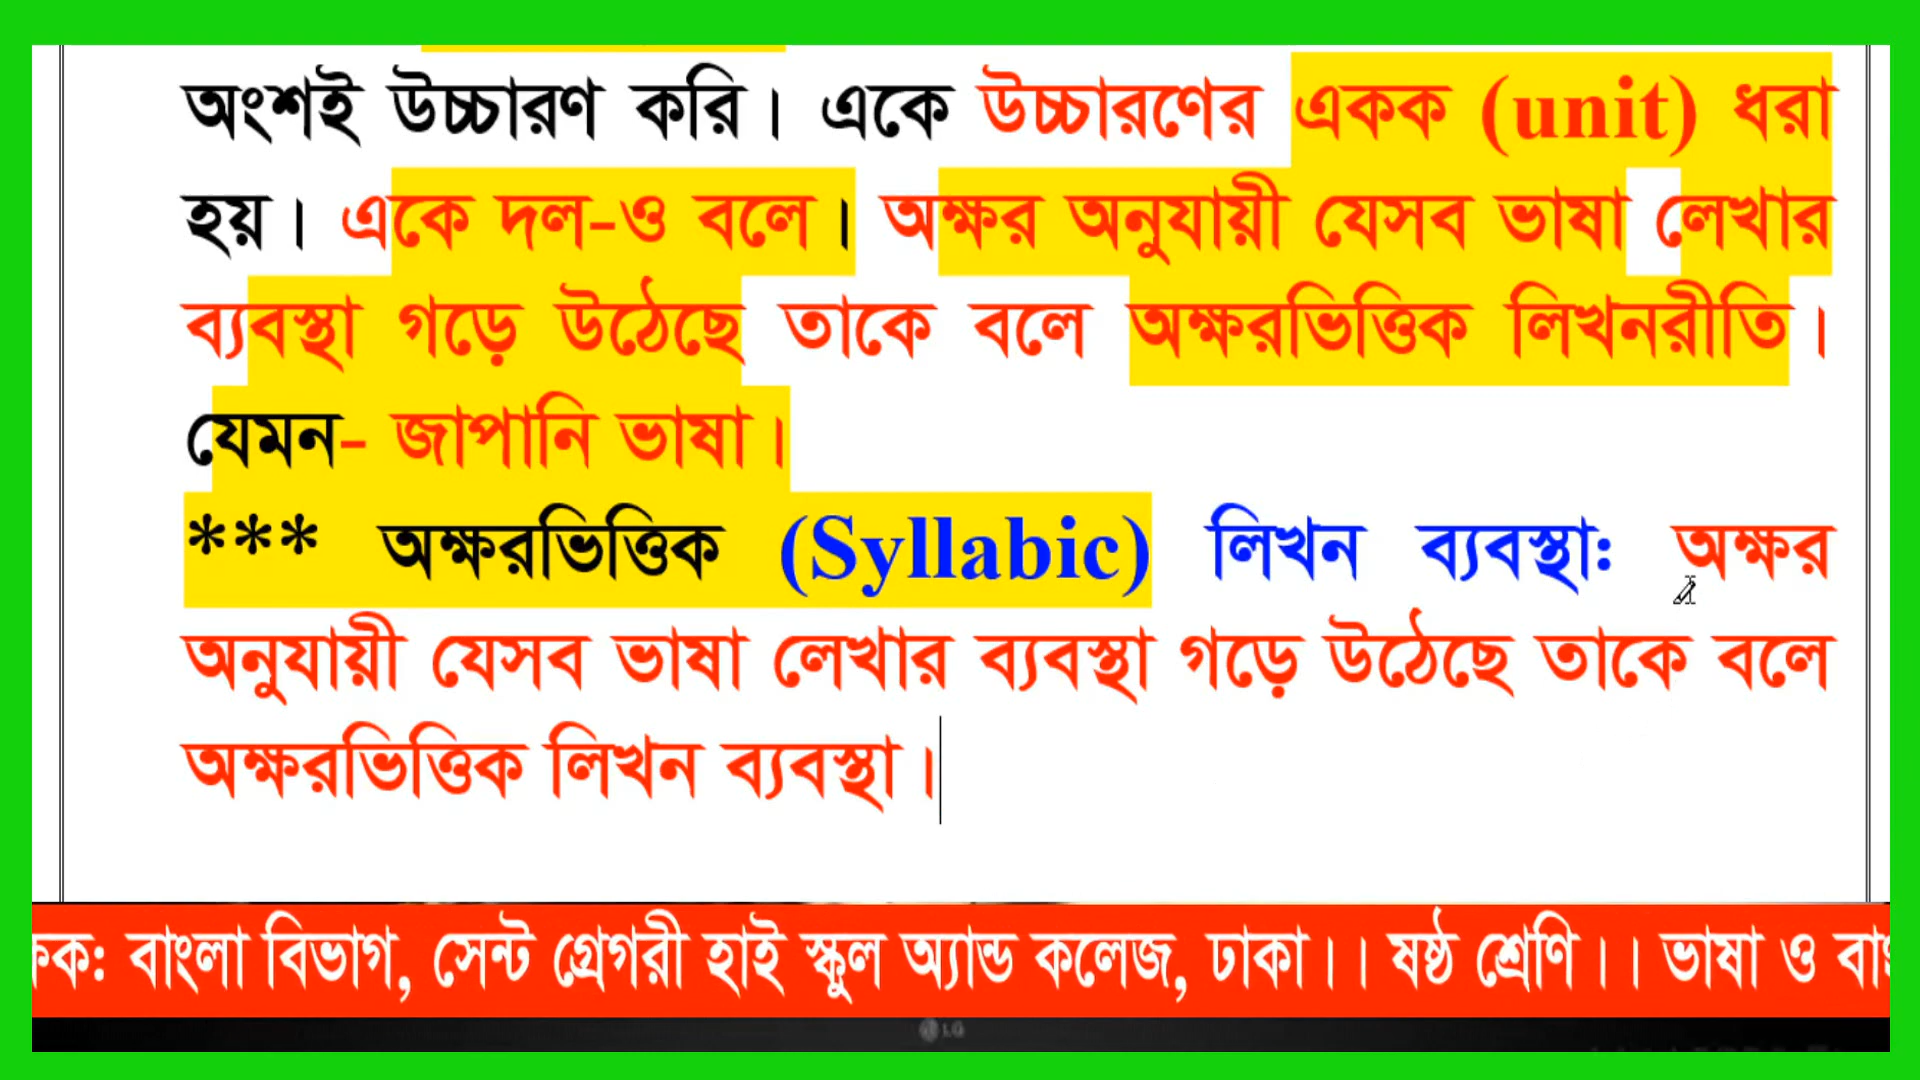 অংশই উচ্চারণ করি। একে উচ্চারণের একক (unit) ধরা
হয়। একে দল-ও বলে। অক্ষর অনুযায়ী যেসব ভাষা লেখার
ব্যবস্থা গড়ে উঠেছে তাকে বলে অক্ষরভিত্তিক লিখনরীতি।
যেমন- জাপানি ভাষা।
*** অক্ষরভিত্তিক (Syllabic) লিখন ব্যবস্থাঃ অক্ষর
অনুযায়ী যেসব ভাষা লেখার ব্যবস্থা গড়ে উঠেছে তাকে বলে
অক্ষরভিত্তিক লিখন ব্যবস্থা।
বাংলা বিভাগ, সেন্ট গ্রেগরী হাই স্কুল অ্যান্ড কলেজ, ঢাকা।। ষষ্ঠ শ্রেণি।। ভাষা ও
LG